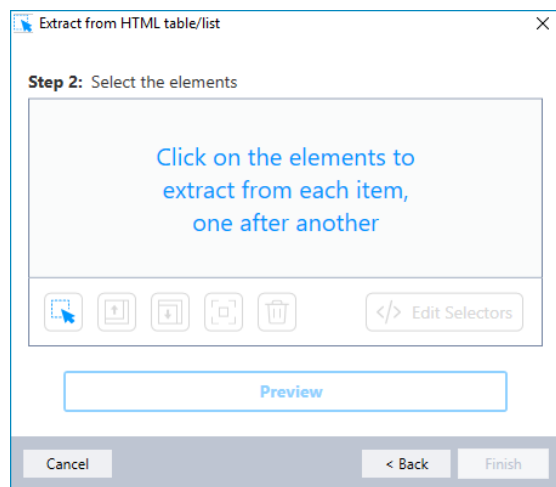 Extract from HTML table/list
Step 2: Select the elements
Click on the elements to
extract from each item,
one after another
</> Edit Selectors
Preview
Cancel
< Back
Finish